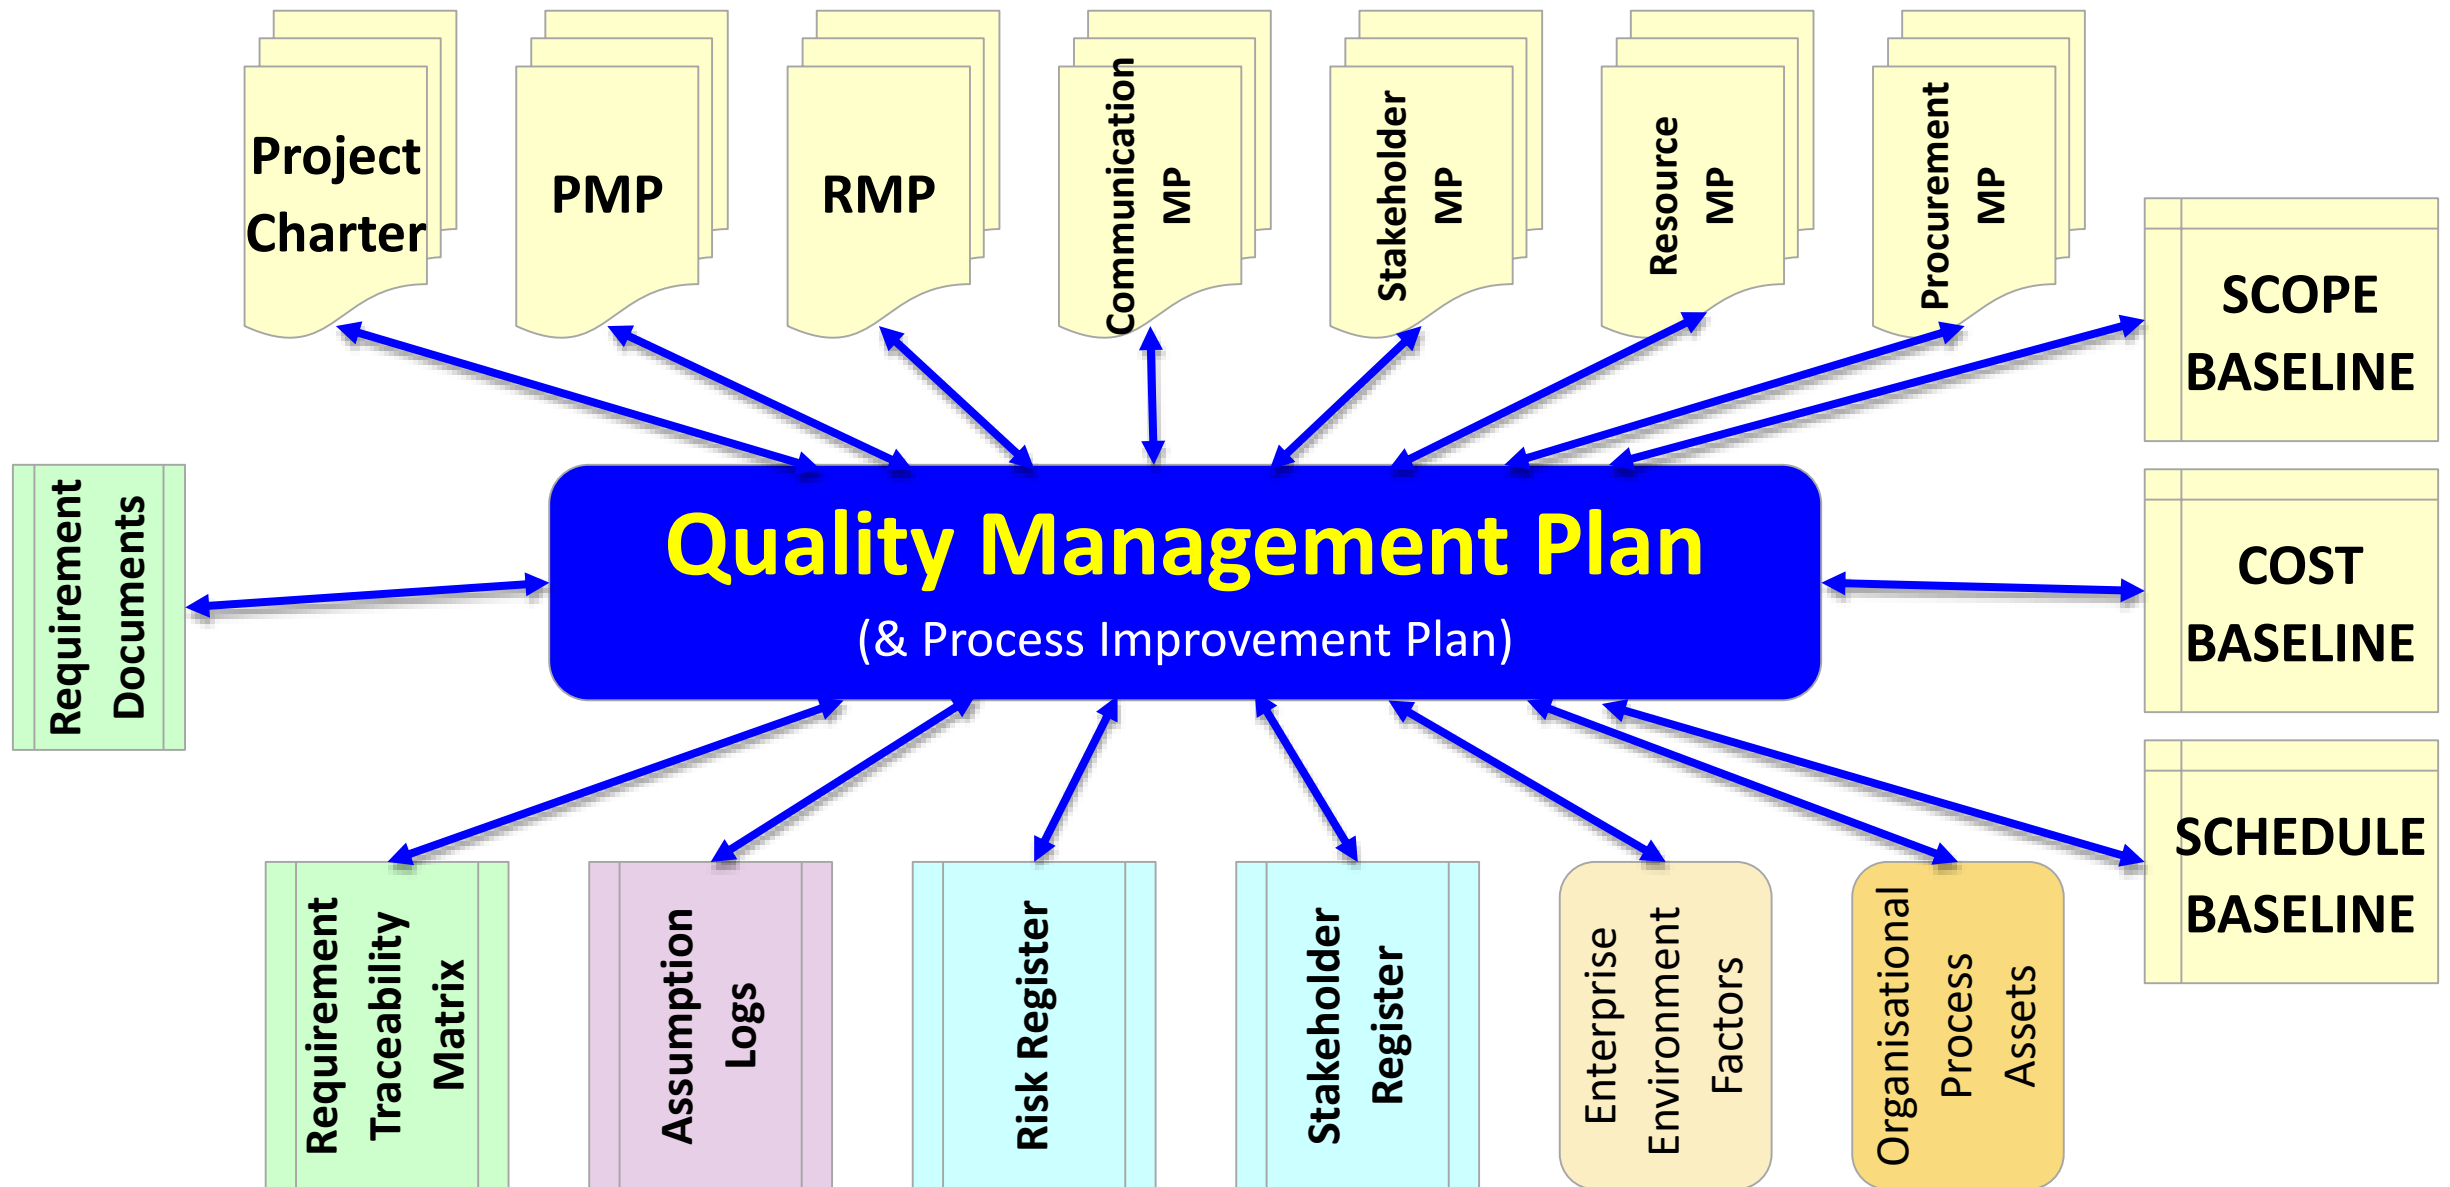 Project
Charter
PMP
RMP
Communication
MP
Stakeholder
MP
Resource
MP
Procurement
MP
SCOPE
BASELINE
Requirement
Documents
Quality Management Plan
(& Process Improvement Plan)
COST
BASELINE
Requirement
Traceability
Matrix
Assumption
Logs
Risk Register
Stakeholder
Register
Enterprise
Environment
Factors
Organisational
Process
Assets
SCHEDULE
BASELINE